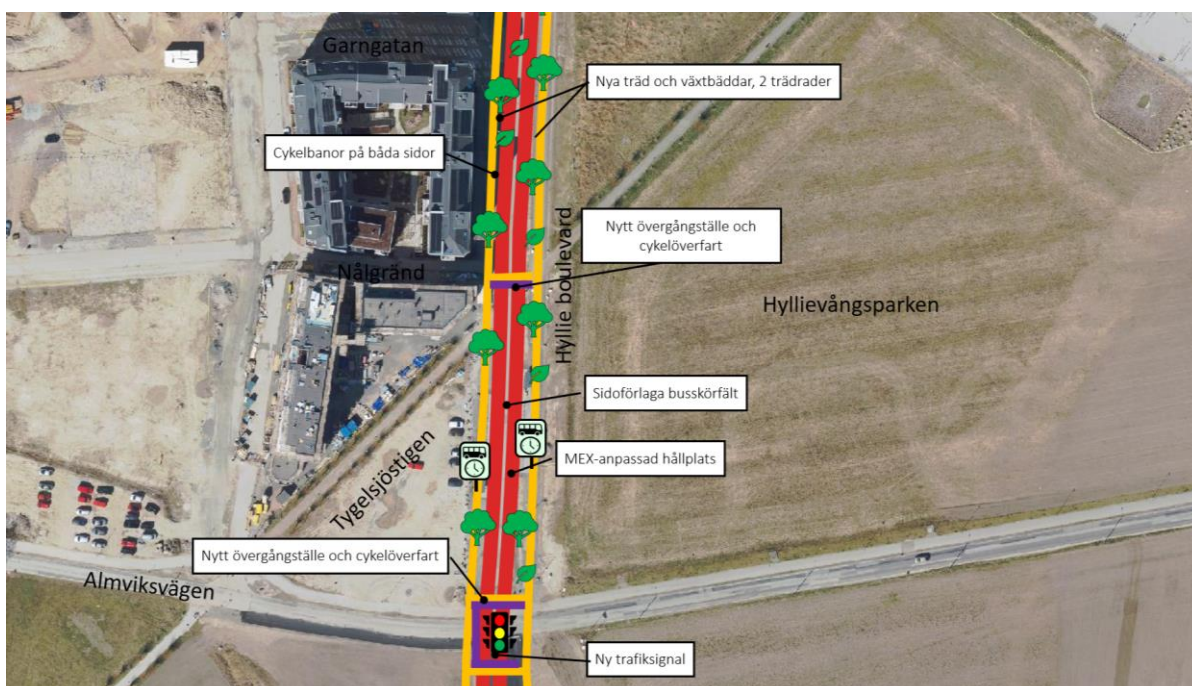 Garngatan
Nya träd och växtbäddar, 2 trädrader
Cykelbanor på båda sidor
Nytt övergångställe och
cykelöverfart
Nålgränd
Hyllie boulevard
Hyllievångsparken
Sidoförlaga busskörfält
Tygelsjöstigen
MEX-anpassad hållplats
Nytt övergångställe och cykelöverfart
Almviksvägen
Ny trafiksignal